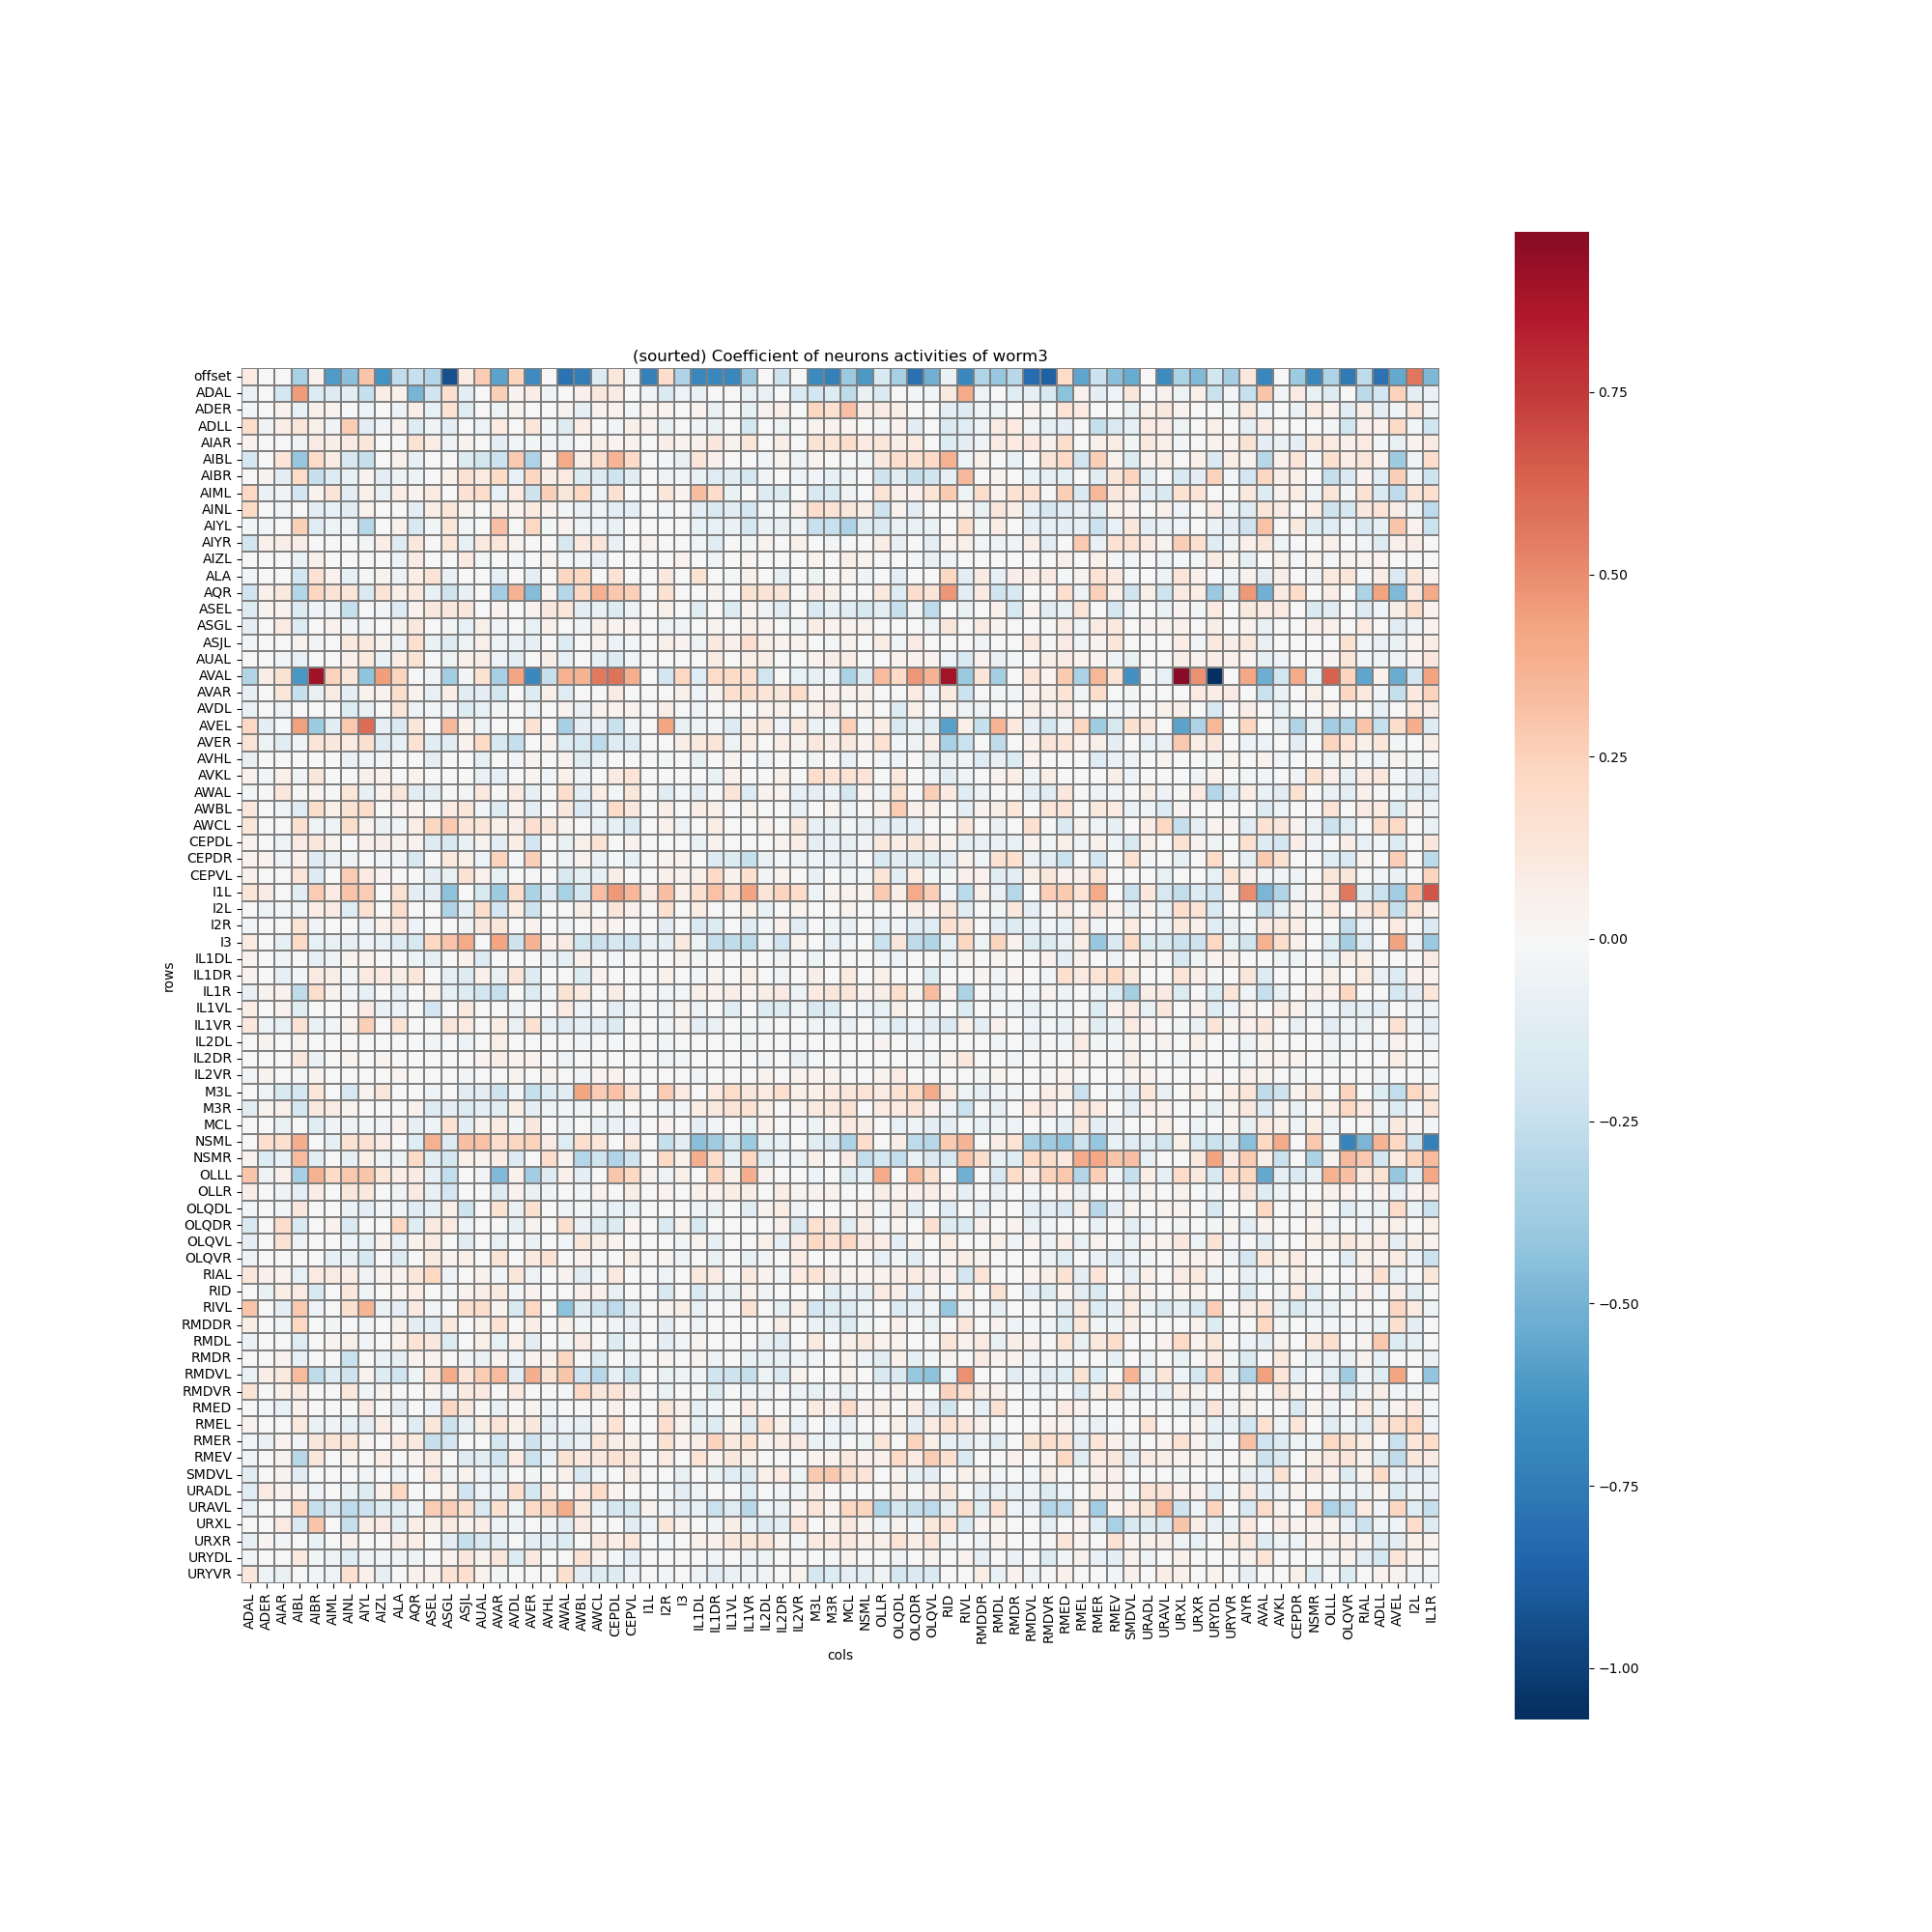 (sourted) Coefficient of neurons activities of worm3
offset
ADAL
ADER
ADLL
AIAR
AIBL
AIBR
AIML
AINL
AIYL
AIYR
AIZL
ALA
AQR
ASEL
ASGL
ASJL
AUAL
AVAL
AVAR
AVDL
AVEL
AVER
AVHL
AVKL
AWAL
AWBL
AWCL
CEPDL
CEPDR
CEPVL
I1L
I2L
I2R
I3
IL1DL
IL1DR
IL1R
IL1VL
IL1VR
IL2DL
IL2DR
IL2VR
M3L
M3R
MCL
NSML
NSMR
OLLL
OLLR
OLQDL
OLQDR
OLQVL
OLQVR
RIAL
RID
RIVL
RMDDR
RMDL
RMDR
RMDVL
RMDVR
RMED
RMEL
RMER
RMEV
SMDVL
URADL
URAVL
URXL
URXR
URYDL
URYVR
rows
ADAL
ADER
AIAR
AIBL
AIBR
AIML
AINL
AIYL
AIZL
ALA
AQR
ASEL
ASGL
ASJL
AUAL
AVAR
AVDL
AVER
AVHL
AWAL
AWBL
AWCL
CEPDL
CEPVL
I1L
I2R
I3
IL1DL
IL1DR
IL1VL
IL1VR
IL2DL
IL2DR
IL2VR
M3L
M3R
MCL
NSML
OLLR
OLQDL
OLQDR
OLQVL
RID
RIVL
RMDDR
RMDL
RMDR
RMDVL
RMDVR
RMED
RMEL
RMER
RMEV
SMDVL
URADL
URAVL
URXL
URXR
URYDL
URYVR
AIYR
AVAL
AVKL
CEPDR
NSMR
OLLL
OLQVR
RIAL
ADLL
AVEL
I2L
IL1R
cols
0.75
0.50
0.25
0.00
−0.25
−0.50
−0.75
−1.00